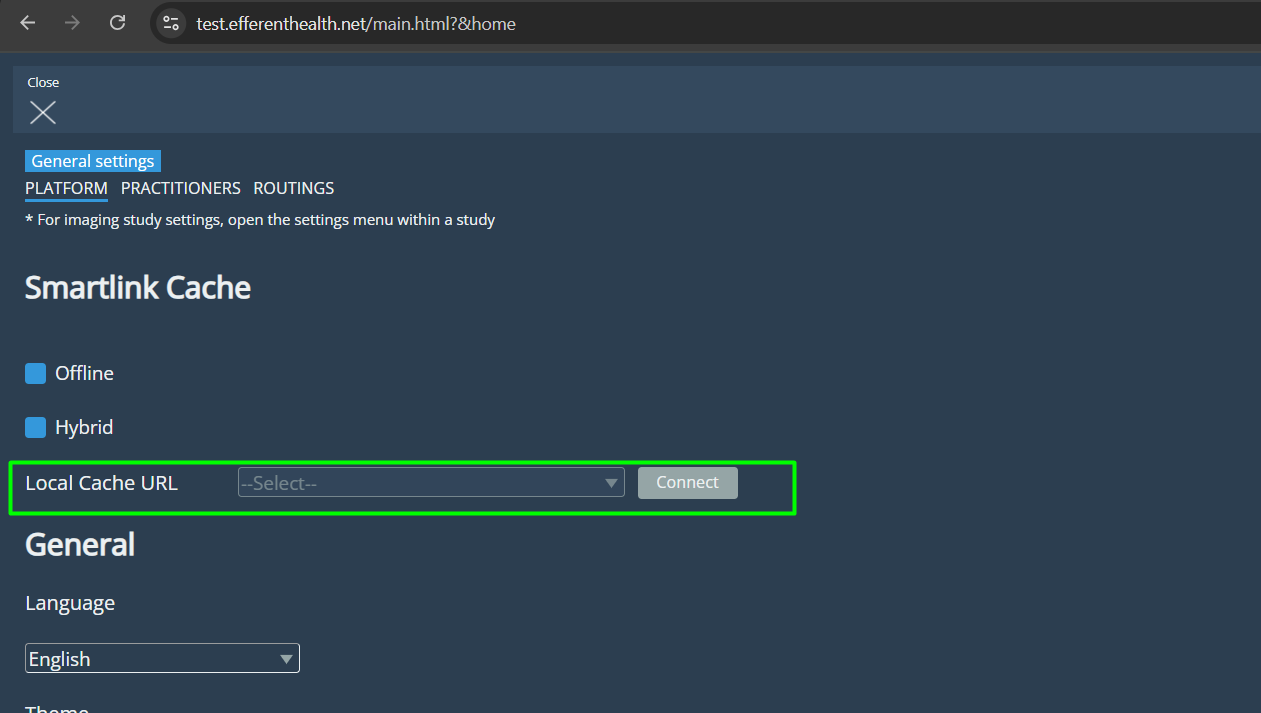 test.efferenthealth.net/main.html?&home
Close
General settings
PLATFORM PRACTITIONERS ROUTINGS
* For imaging study settings, open the settings menu within a study
Smartlink Cache
Offline
Hybrid
Local Cache URL --Select-- Connect
General
Language
English
Theme